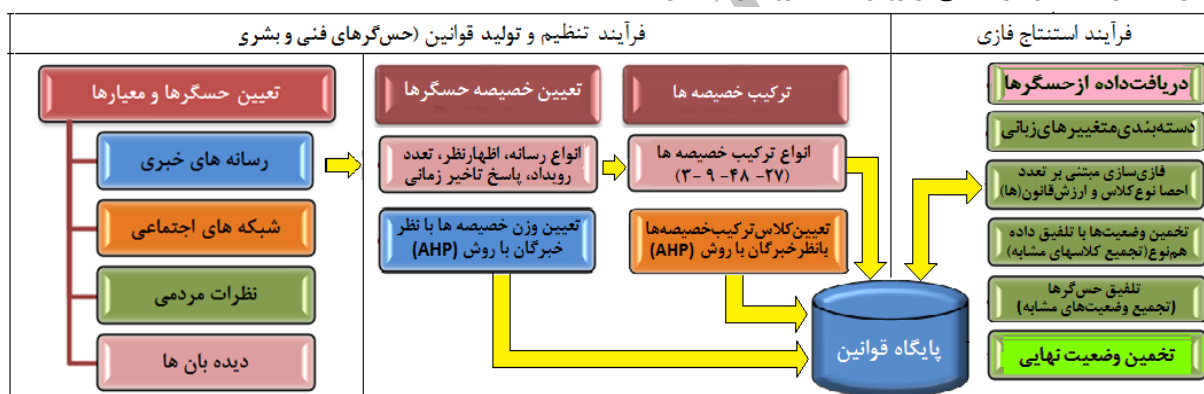 فرآیند تنظیم و تولید قوانین (حس‌گرهای فنی و بشری
فرآیند استنتاج فازی
تعیین حسگرها و معیارها
رسانه های خبری
شبکه های اجتماعی
نظرات مردمی
دیده بان ها
تعیین خصیصه حسگرها
انواع رسانه، اظهارنظر، تعدد
رویداد، پاسخ تاخیر زمانی
تعیین وزن خصیصه ها با نظر
خبرگان با روش (AHP)
ترکیب خصیصه ها
انواع ترکیب خصیصه ها
(۲۷- ۴۸- ۹ -۳)
تعیین‌کلاس‌ترکیب‌خصیصه‌ها
بانظرخبرگان با روش (AHP)
پایگاه قوانین
دریافت‌داده ازحسگرها
دسته‌بندی‌متغییرهای‌زبانی
فازی‌سازی مبتنی بر تعدد
احصا نوع‌کلاس و ارزش‌قانون(ها)
تخمین وضعیت‌ها با تلفیق داده
هم‌نوع(تجمیع کلاسهای مشابه)
تلفیق حس‌گرها
(تجمیع وضعیت‌های مشابه)
تخمین وضعیت نهایی